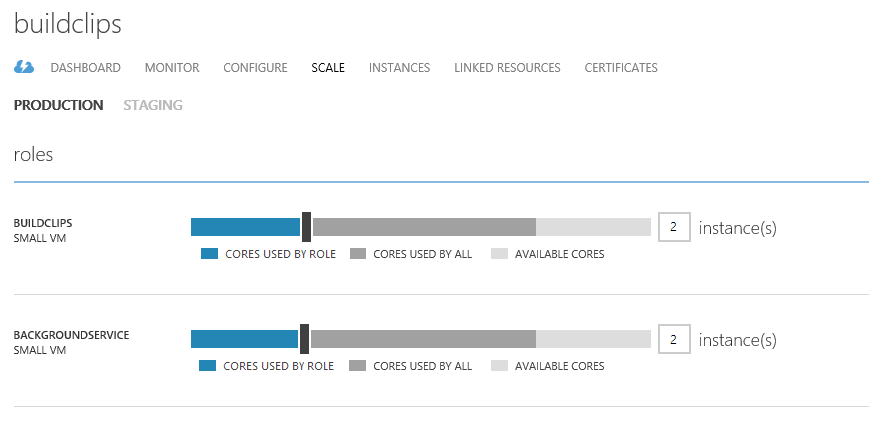 buildclips
DASHBOARD MONITOR CONFIGURE SCALE INSTANCES LINKED RESOURCES CERTIFICATES
PRODUCTION STAGING
roles
BUILDCLIPS
SMALL VM
2 instance(s)
CORES USED BY ROLE CORES USED BY ALL AVAILABLE CORES
BACKGROUNDSERVICE
SMALL VM
2 instance(s)
CORES USED BY ROLE CORES USED BY ALL AVAILABLE CORES